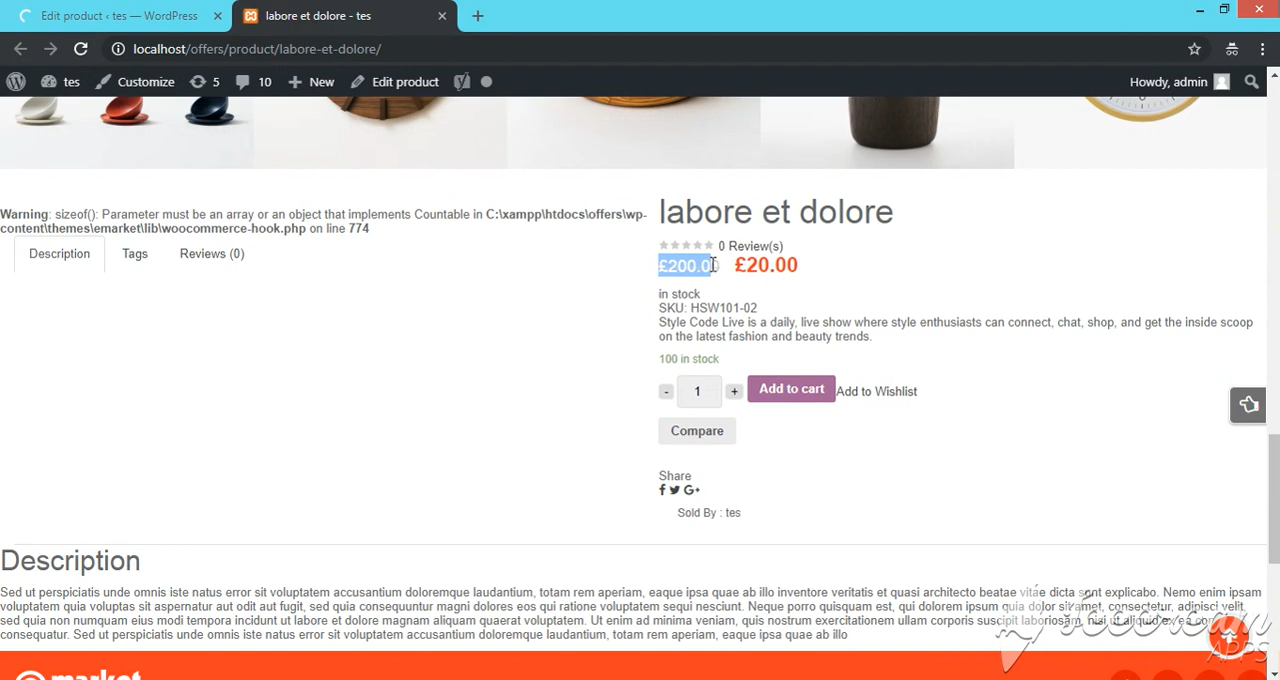 Edit product ‹ tes — WordPress
labore et dolore - tes
localhost/offers/product/labore-et-dolore/
tes Customize 5 10 New Edit product
Howdy, admin
Warning: sizeof(): Parameter must be an array or an object that implements Countable in C:\xampp\htdocs\offers\wp-
content\themes\emarket\lib\woocommerce-hook.php on line 774
Description Tags Reviews (0)
labore et dolore
0 Review(s)
£200.00 £20.00
in stock
SKU: HSW101-02
Style Code Live is a daily, live show where style enthusiasts can connect, chat, shop, and get the inside scoop
on the latest fashion and beauty trends.
100 in stock
- 1 + Add to cart Add to Wishlist
Compare
Share
Sold By : tes
Description
Sed ut perspiciatis unde omnis iste natus error sit voluptatem accusantium doloremque laudantium, totam rem aperiam, eaque ipsa quae ab illo inventore veritatis et quasi architecto beatae vitae dicta sunt explicabo. Nemo enim ipsam
voluptatem quia voluptas sit aspernatur aut odit aut fugit, sed quia consequuntur magni dolores eos qui ratione voluptatem sequi nesciunt. Neque porro quisquam est, qui dolorem ipsum quia dolor sit amet, consectetur, adipisci velit,
sed quia non numquam eius modi tempora incidunt ut labore et dolore magnam aliquam quaerat voluptatem. Ut enim ad minima veniam, quis nostrum exercitationem ullam corporis suscipit laboriosam, nisi ut aliquid ex ea
consequatur. Sed ut perspiciatis unde omnis iste natus error sit voluptatem accusantium doloremque laudantium, totam rem aperiam, eaque ipsa quae ab illo
Icecream
APPS
market